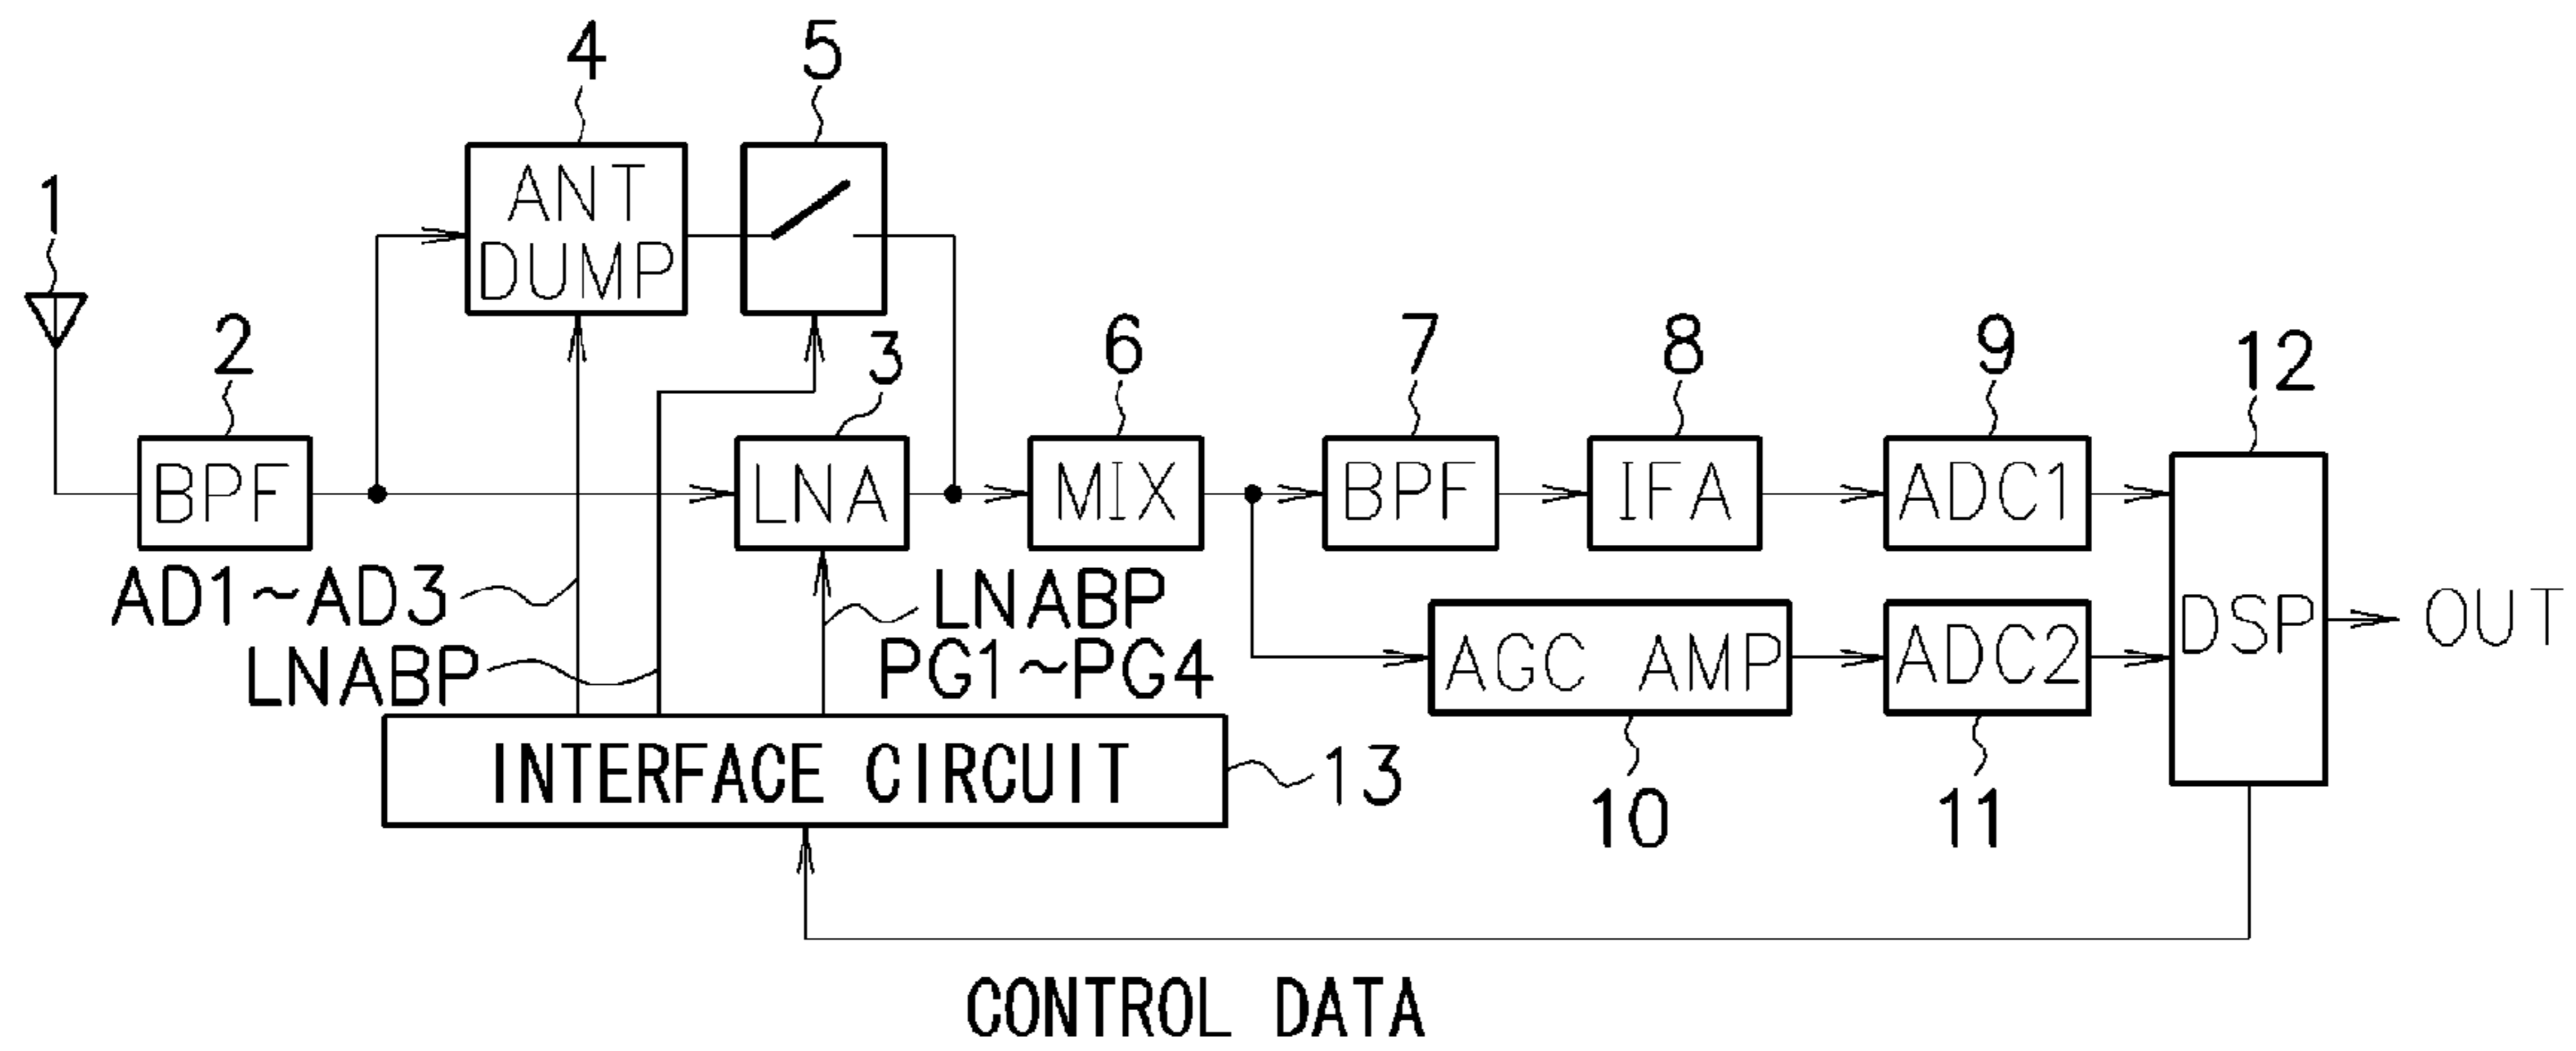 4
5
1
ANT
DUMP
2
3
6
7
8
9
12
BPF
LNA
MIX
BPF
IFA
ADC1
AD1~AD3
LNABP
LNABP
PG1~PG4
AGC AMP
ADC2
DSP
OUT
INTERFACE CIRCUIT
13
10
11
CONTROL DATA